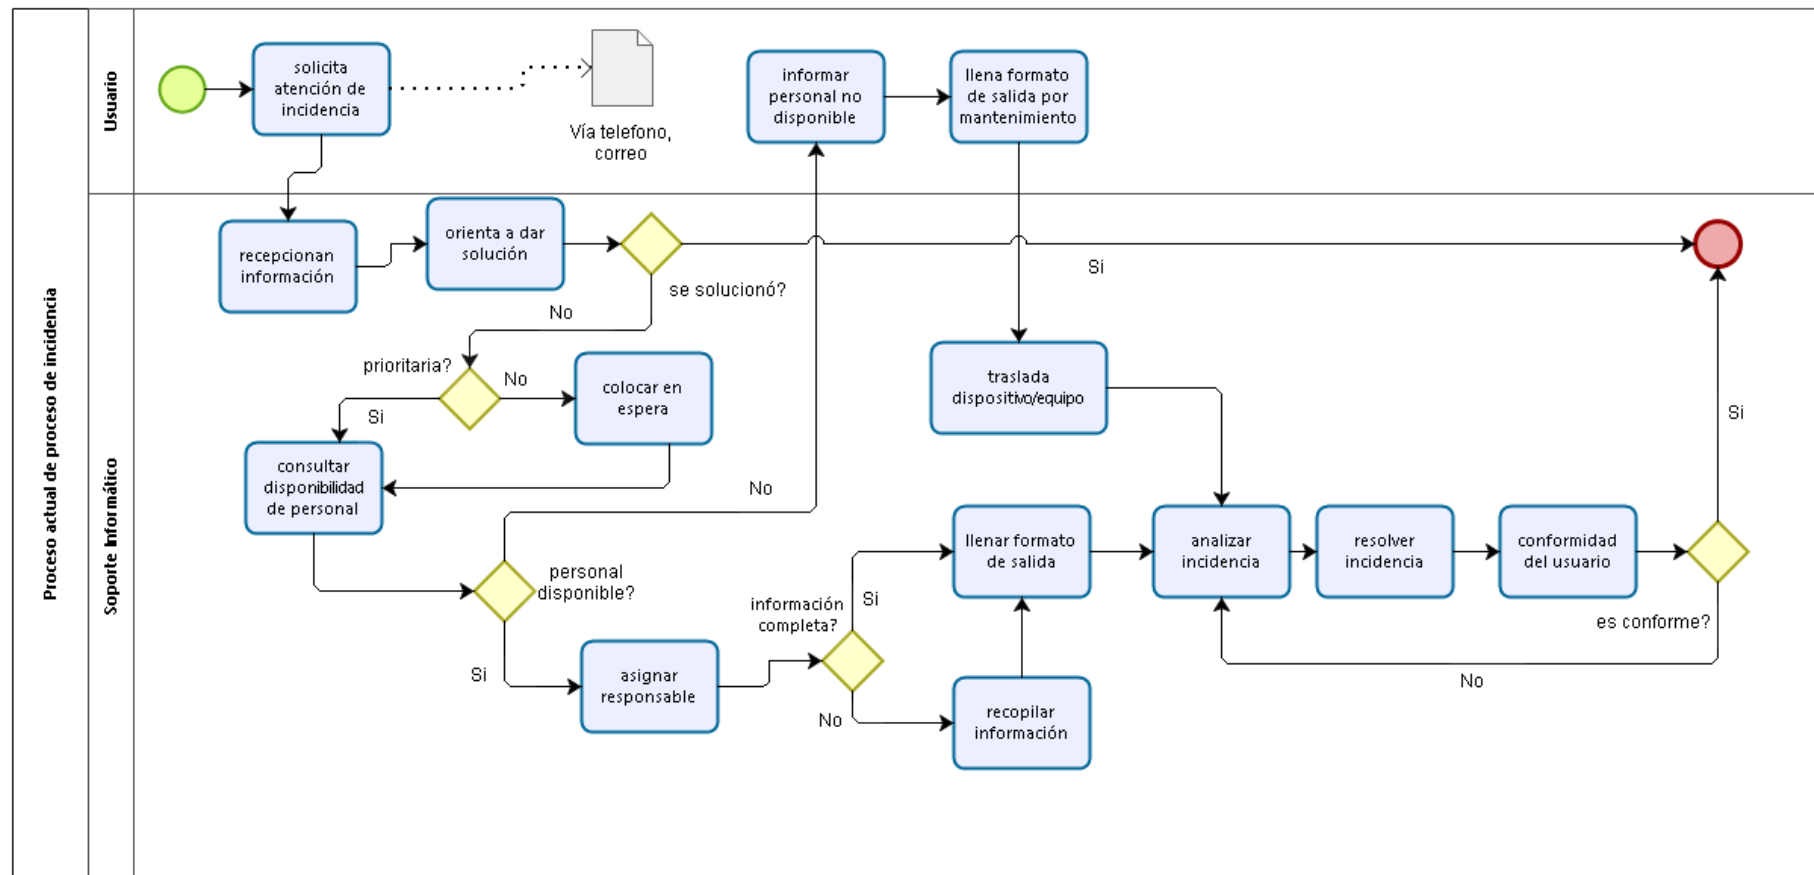 Proceso actual de proceso de incidencia
Usuario
solicita
atención de
incidencia
Vía telefono,
correo
informar
personal no
disponible
llena formato
de salida por
mantenimiento
Soporte Informático
recepcionan
información
orienta a dar
solución
se solucionó?
Si
No
prioritaria?
No
Si
colocar en
espera
consultar
disponibilidad
de personal
No
personal
disponible?
Si
asignar
responsable
información
completa?
Si
No
llenar formato
de salida
recopilar
información
traslada
dispositivo/equipo
analizar
incidencia
resolver
incidencia
conformidad
del usuario
es conforme?
Si
No